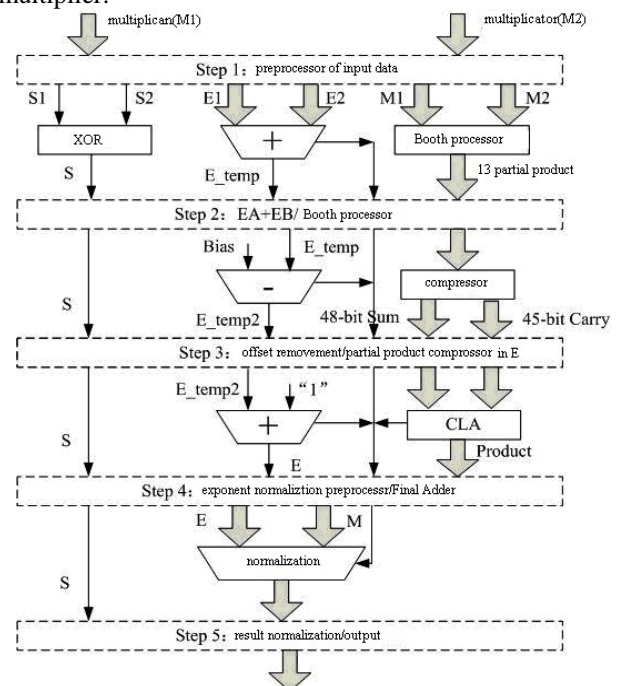 multiplier.
multiplican(M1)
multiplicator(M2)
Step 1: preprocessor of input data
S1
S2
E1
E2
M1
M2
XOR
+
Booth processor
S
E_temp
13 partial product
Step 2: EA+EB/ Booth processor
Bias
E_temp
-
compressor
S
E_temp2
48-bit Sum
45-bit Carry
Step 3: offset removement/partial product comprossor in E
E_temp2
"1"
+
CLA
S
E
Product
Step 4: exponent normaliztion preprocessr/Final Adder
E
M
normalization
S
Step 5: result normalization/output